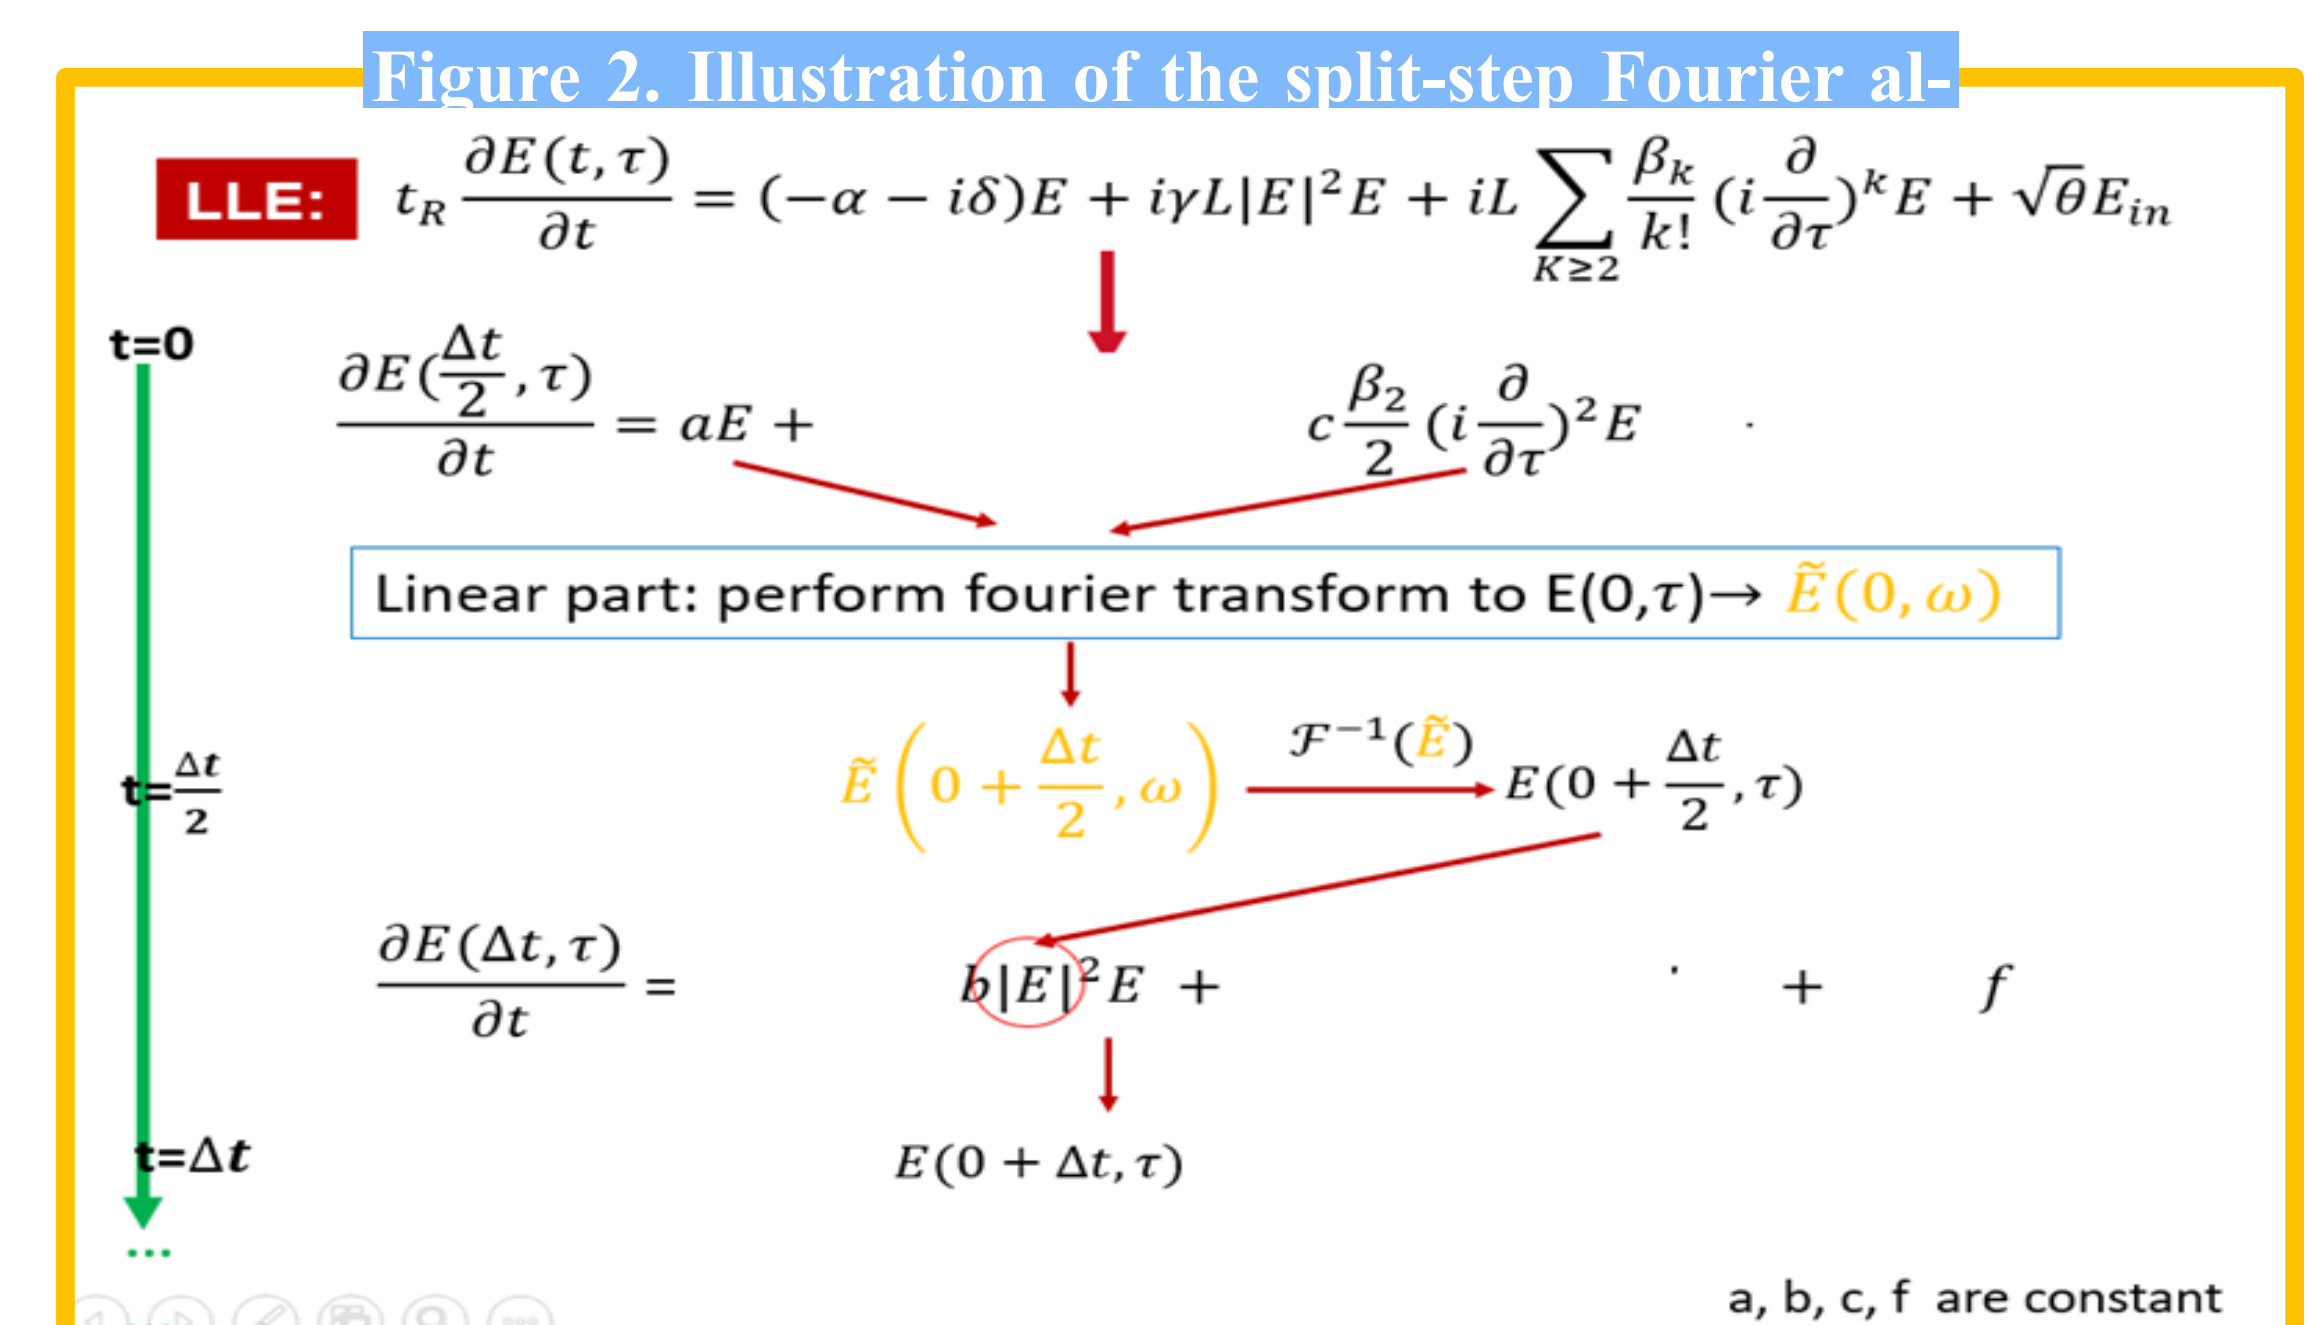 Figure 2. Illustration of the split-step Fourier al-
LLE: t_R ∂E(t, τ)/∂t = (−α − iδ)E + iγL|E|²E + iL ∑_{K≥2} β_k/k! (i ∂/∂τ)^k E + √θ E_in
t=0
∂E(Δt/2, τ)/∂t = aE + c β₂/2 (i ∂/∂τ)² E .
Linear part: perform fourier transform to E(0,τ)→ Ẽ(0, ω)
t=Δt/2
Ẽ(0 + Δt/2, ω) ℱ⁻¹(Ẽ) E(0 + Δt/2, τ)
∂E(Δt, τ)/∂t = b|E|²E + . + f
t=Δt
E(0 + Δt, τ)
...
a, b, c, f are constant